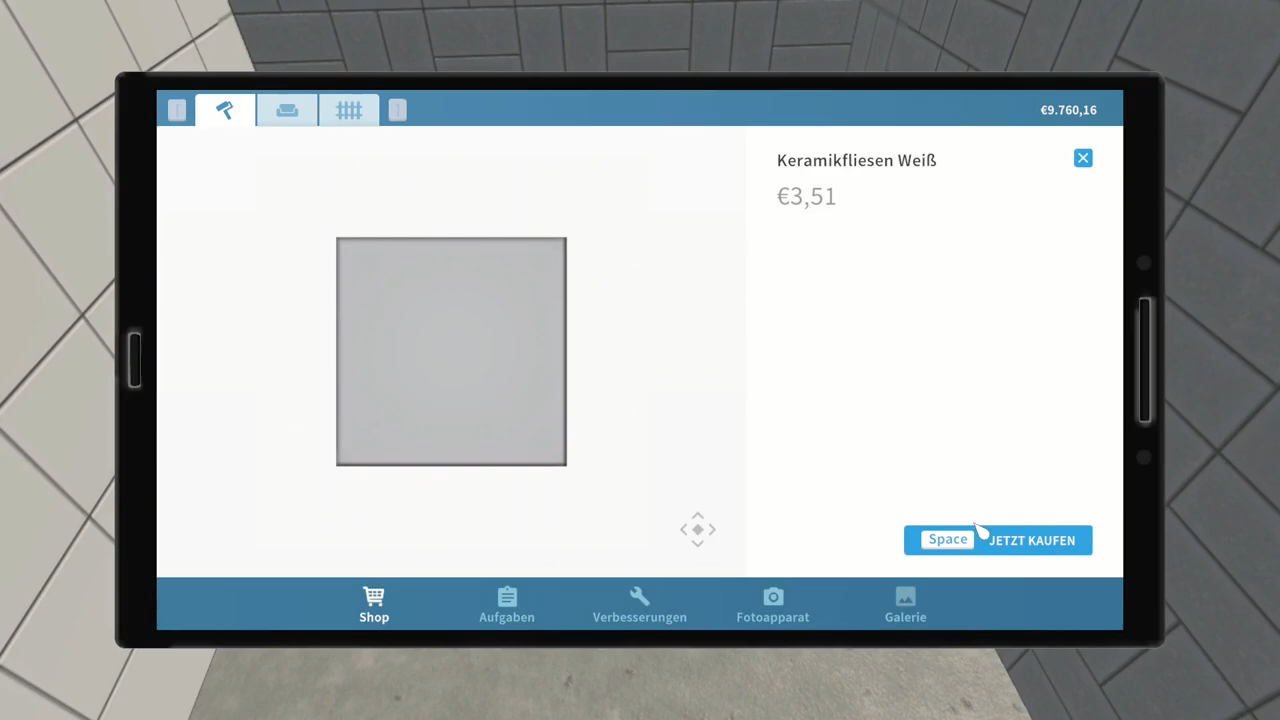 €9.760,16
Keramikfliesen Weiß
€3,51
Space JETZT KAUFEN
Shop
Aufgaben
Verbesserungen
Fotoapparat
Galerie